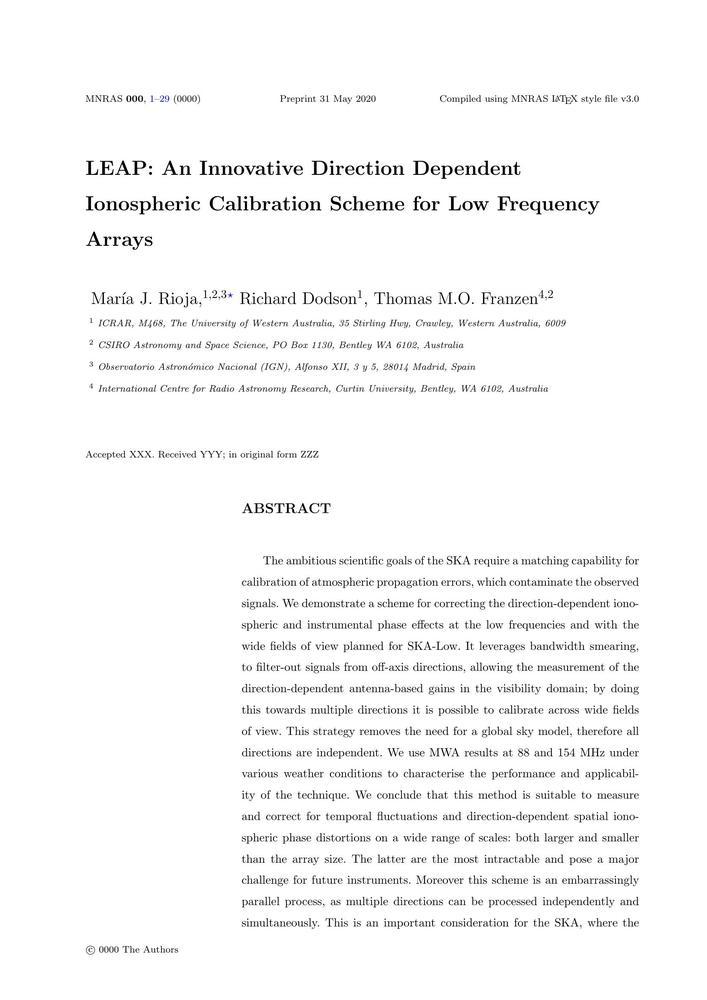 MNRAS 000, 1–29 (0000) Preprint 31 May 2020 Compiled using MNRAS LATEX style file v3.0
LEAP: An Innovative Direction Dependent
Ionospheric Calibration Scheme for Low Frequency
Arrays
María J. Rioja,1,2,3⋆ Richard Dodson1, Thomas M.O. Franzen4,2
1 ICRAR, M468, The University of Western Australia, 35 Stirling Hwy, Crawley, Western Australia, 6009
2 CSIRO Astronomy and Space Science, PO Box 1130, Bentley WA 6102, Australia
3 Observatorio Astronómico Nacional (IGN), Alfonso XII, 3 y 5, 28014 Madrid, Spain
4 International Centre for Radio Astronomy Research, Curtin University, Bentley, WA 6102, Australia
Accepted XXX. Received YYY; in original form ZZZ
ABSTRACT
The ambitious scientific goals of the SKA require a matching capability for
calibration of atmospheric propagation errors, which contaminate the observed
signals. We demonstrate a scheme for correcting the direction-dependent iono-
spheric and instrumental phase effects at the low frequencies and with the
wide fields of view planned for SKA-Low. It leverages bandwidth smearing,
to filter-out signals from off-axis directions, allowing the measurement of the
direction-dependent antenna-based gains in the visibility domain; by doing
this towards multiple directions it is possible to calibrate across wide fields
of view. This strategy removes the need for a global sky model, therefore all
directions are independent. We use MWA results at 88 and 154 MHz under
various weather conditions to characterise the performance and applicabil-
ity of the technique. We conclude that this method is suitable to measure
and correct for temporal fluctuations and direction-dependent spatial iono-
spheric phase distortions on a wide range of scales: both larger and smaller
than the array size. The latter are the most intractable and pose a major
challenge for future instruments. Moreover this scheme is an embarrassingly
parallel process, as multiple directions can be processed independently and
simultaneously. This is an important consideration for the SKA, where the
© 0000 The Authors